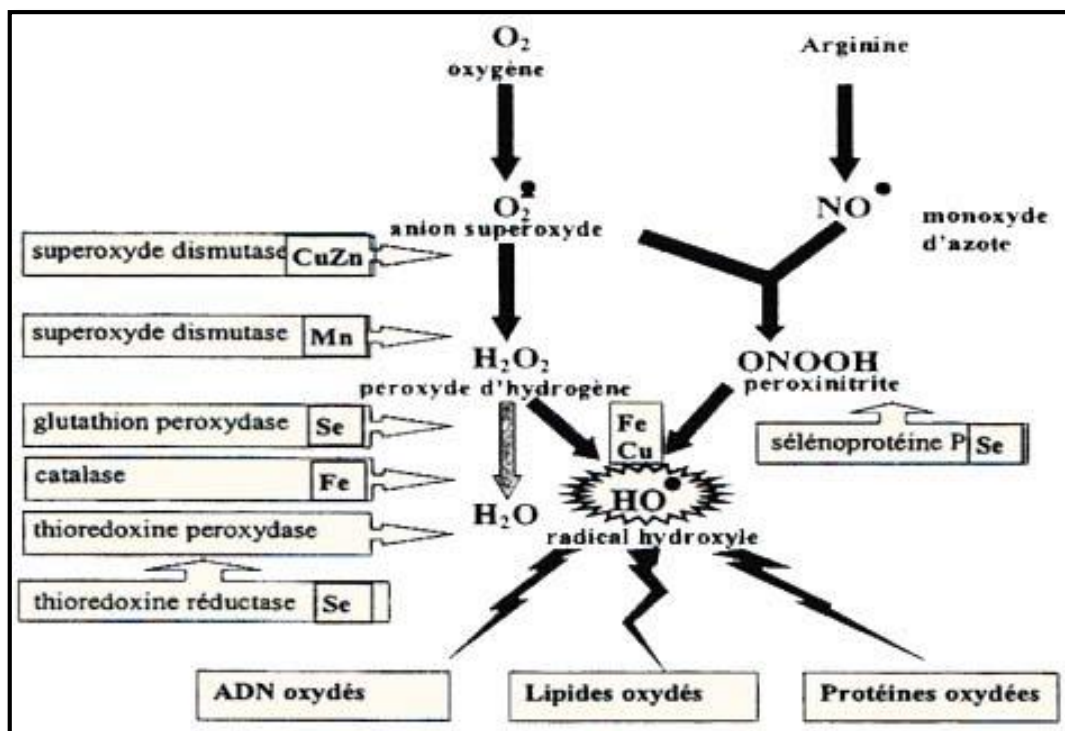 O₂
oxygène
Arginine
O₂•
anion superoxyde
NO•
monoxyde
d'azote
superoxyde dismutase CuZn
superoxyde dismutase Mn
H₂O₂
peroxyde d'hydrogène
ONOOH
peroxinitrite
glutathion peroxydase Se
Fe
Cu
sélénoprotéine P Se
catalase Fe
HO•
H₂O
thioredoxine peroxydase
radical hydroxyle
thioredoxine réductase Se
ADN oxydés
Lipides oxydés
Protéines oxydées